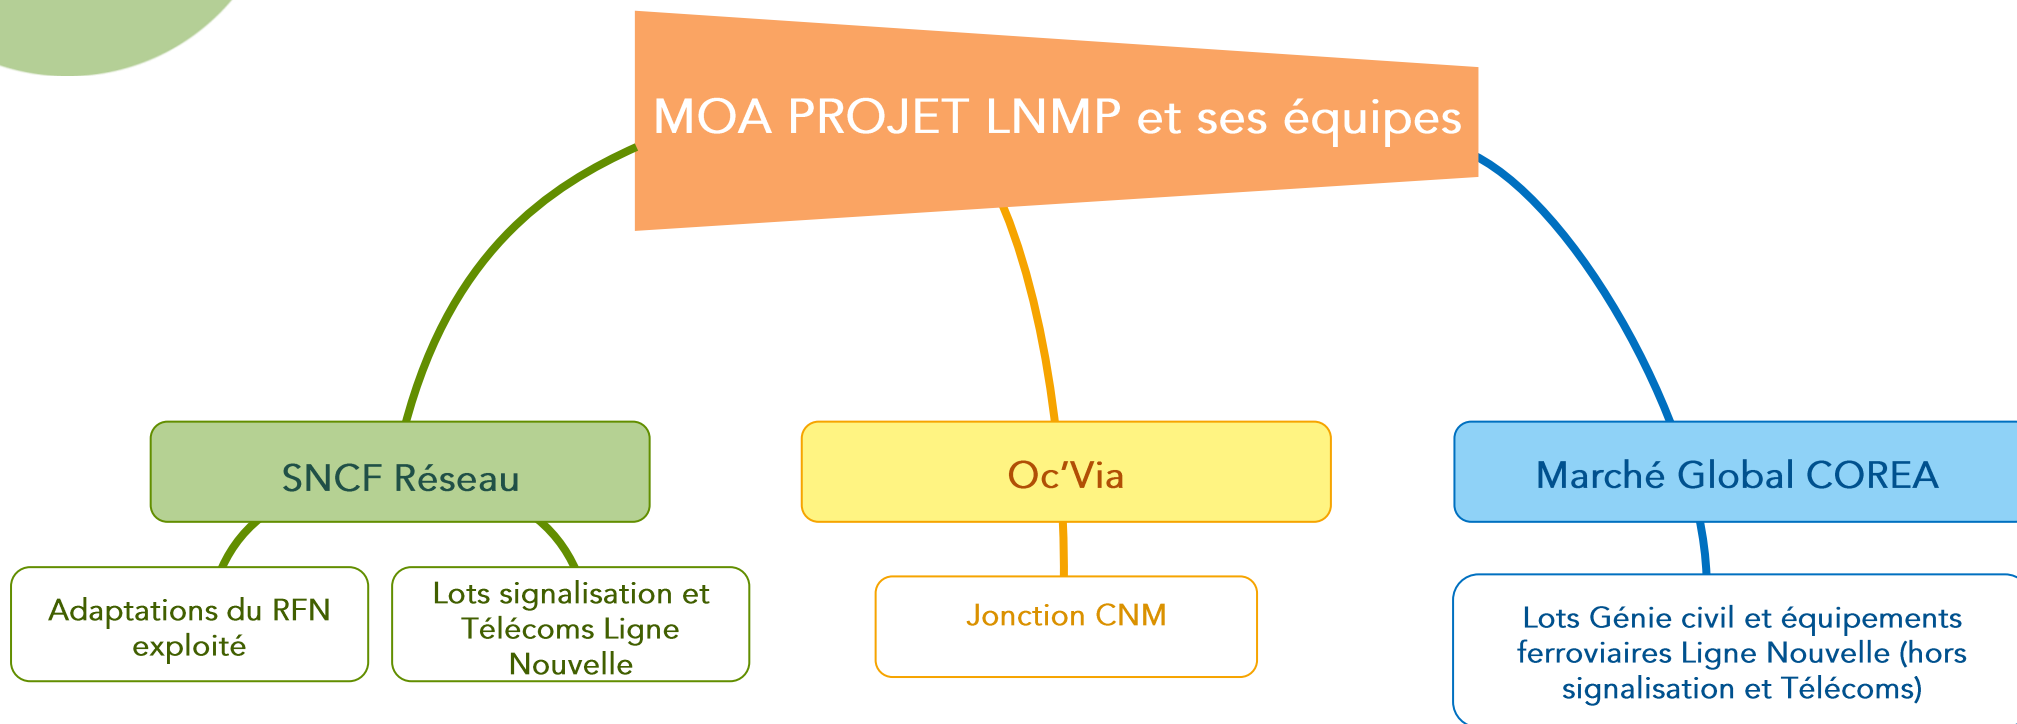 MOA PROJET LNMP et ses équipes
SNCF Réseau
Oc’Via
Marché Global COREA
Adaptations du RFN
exploité
Lots signalisation et
Télécoms Ligne
Nouvelle
Jonction CNM
Lots Génie civil et équipements
ferroviaires Ligne Nouvelle (hors
signalisation et Télécoms)